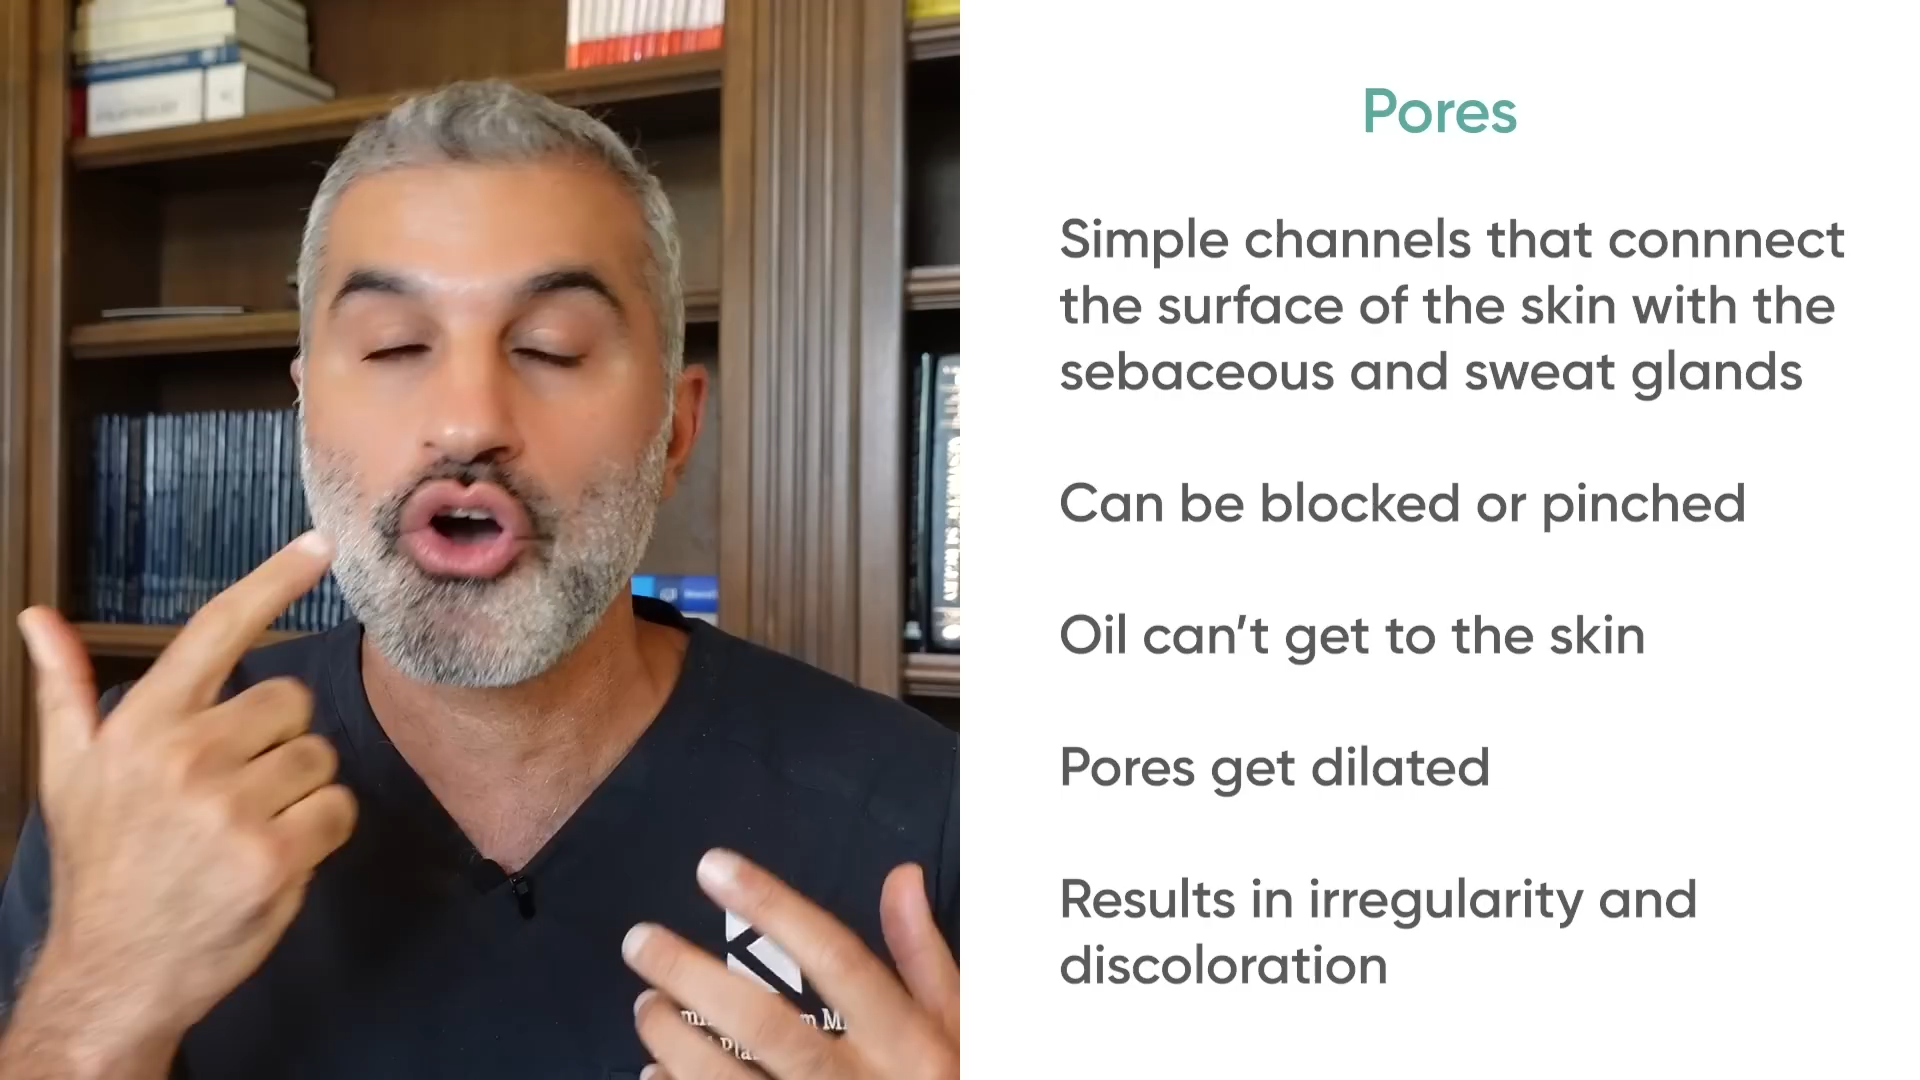 Pores
Simple channels that connnect
the surface of the skin with the
sebaceous and sweat glands
Can be blocked or pinched
Oil can’t get to the skin
Pores get dilated
Results in irregularity and
discoloration